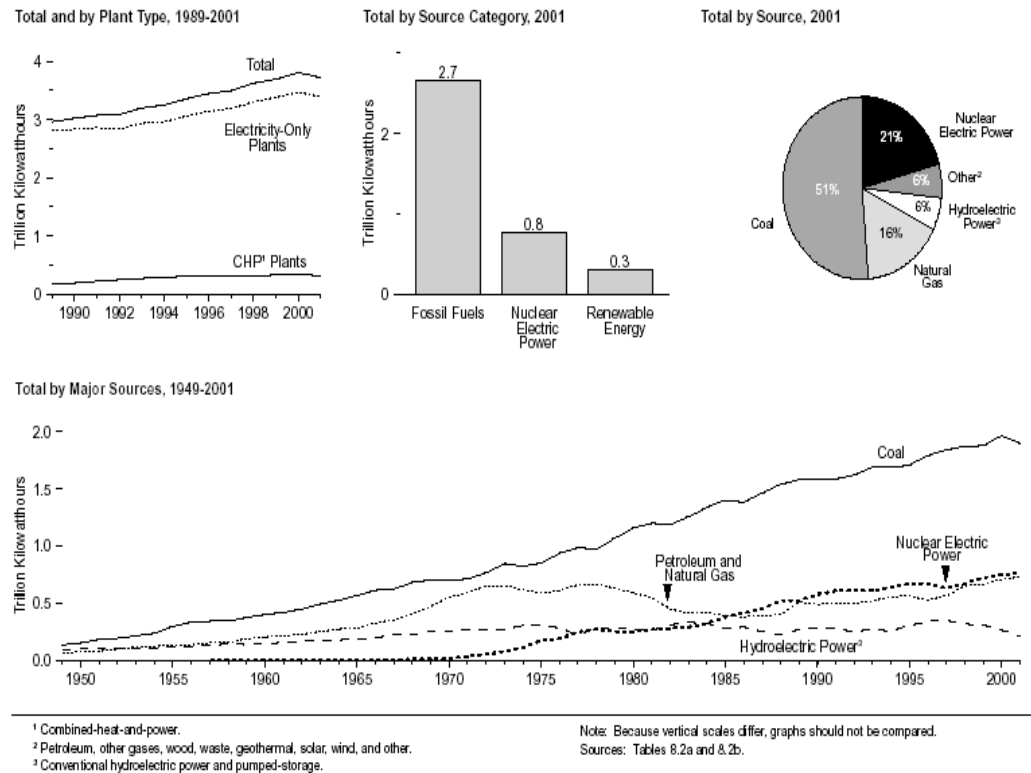 Total and by Plant Type, 1989-2001
4
3
2
1
0
Trillion Kilowatthours
Total
Electricity-Only
Plants
CHP¹ Plants
1990 1992 1994 1996 1998 2000
Total by Source Category, 2001
2
0
Trillion Kilowatthours
2.7
0.8
0.3
Fossil Fuels
Nuclear
Electric
Power
Renewable
Energy
Total by Source, 2001
Nuclear
Electric Power
21%
Other²
6%
Hydroelectric
Power³
6%
Natural
Gas
16%
Coal
51%
Total by Major Sources, 1949-2001
2.0
1.5
1.0
0.5
0.0
Trillion Kilowatthours
Coal
Petroleum and
Natural Gas
Nuclear Electric
Power
Hydroelectric Power³
1950 1955 1960 1965 1970 1975 1980 1985 1990 1995 2000
¹ Combined-heat-and-power.
² Petroleum, other gases, wood, waste, geothermal, solar, wind, and other.
³ Conventional hydroelectric power and pumped-storage.
Note: Because vertical scales differ, graphs should not be compared.
Sources: Tables 8.2a and 8.2b.